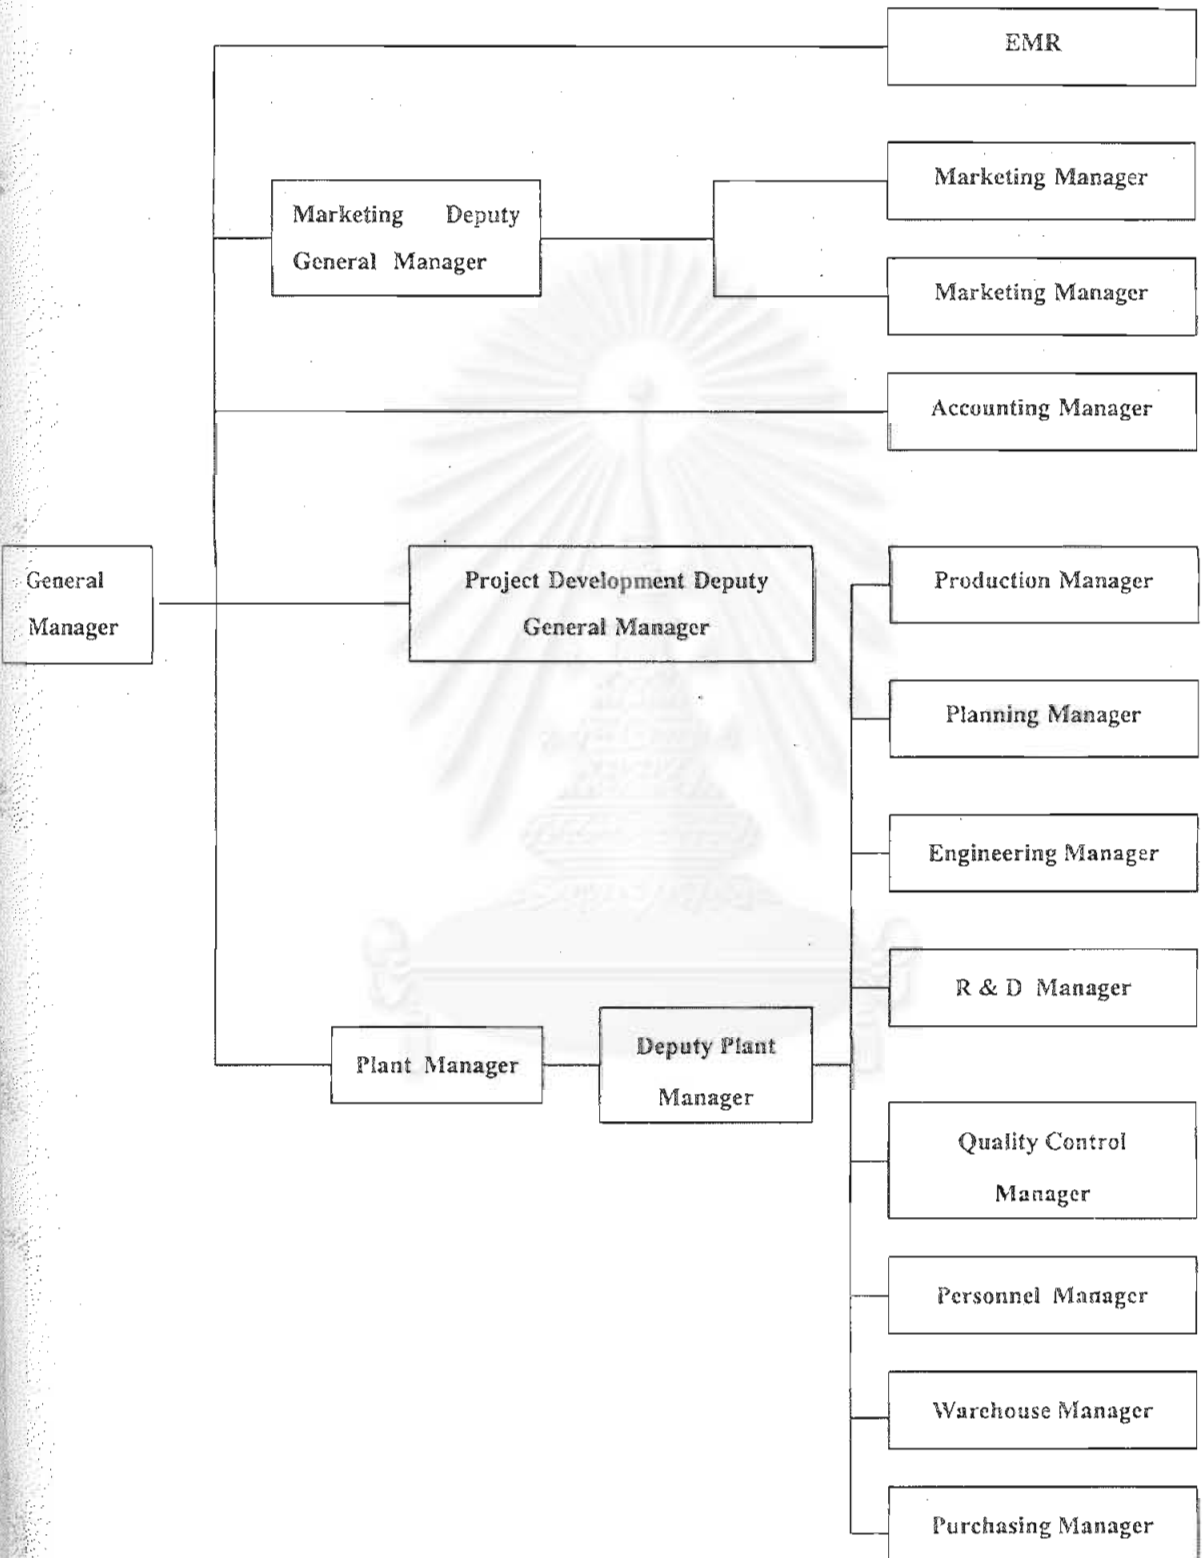 EMR
Marketing Manager
Marketing Deputy
General Manager
Marketing Manager
Accounting Manager
General
Manager
Project Development Deputy
General Manager
Production Manager
Planning Manager
Engineering Manager
R & D Manager
Plant Manager
Deputy Plant
Manager
Quality Control
Manager
Personnel Manager
Warehouse Manager
Purchasing Manager